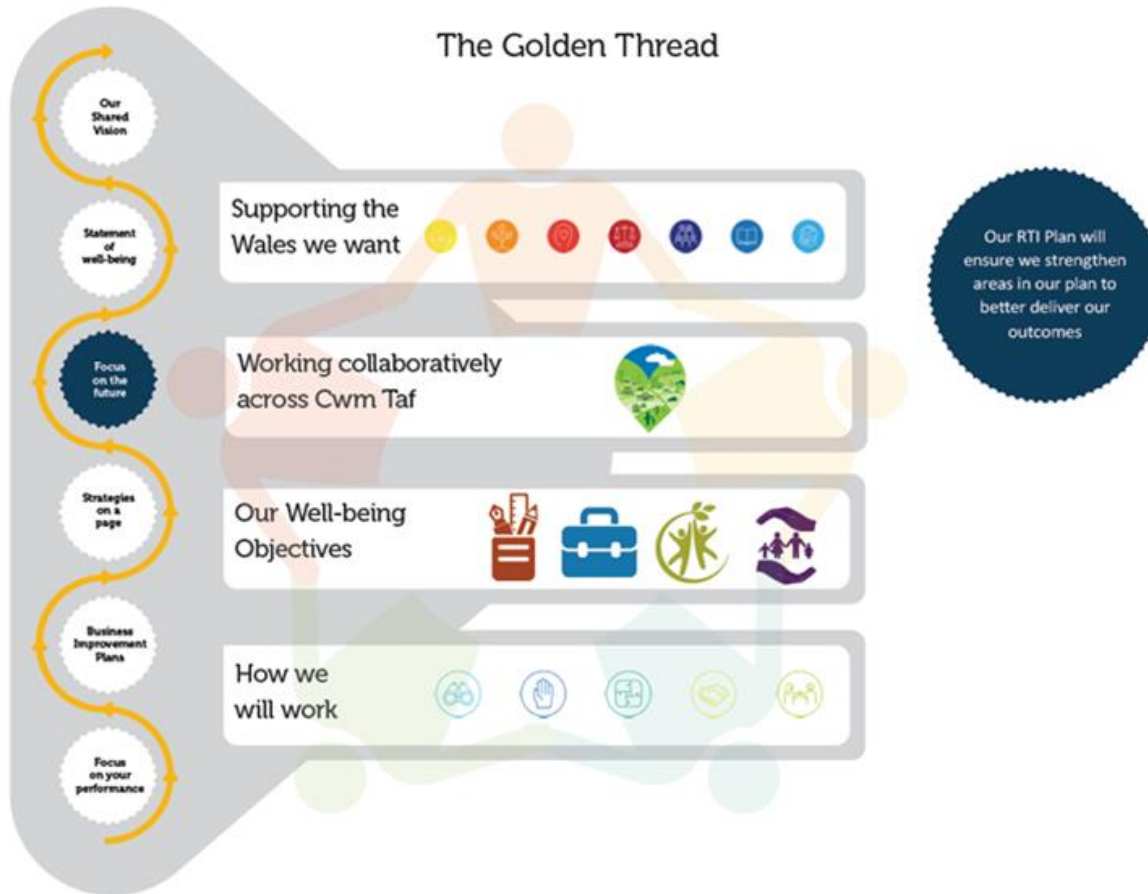 The Golden Thread
Our
Shared
Vision
Statement
of
well-being
Focus
on the
future
Strategies
on a
page
Business
Improvement
Plans
Focus
on your
performance
Supporting the
Wales we want
Working collaboratively
across Cwm Taf
Our Well-being
Objectives
How we
will work
Our RTI Plan will
ensure we strengthen
areas in our plan to
better deliver our
outcomes